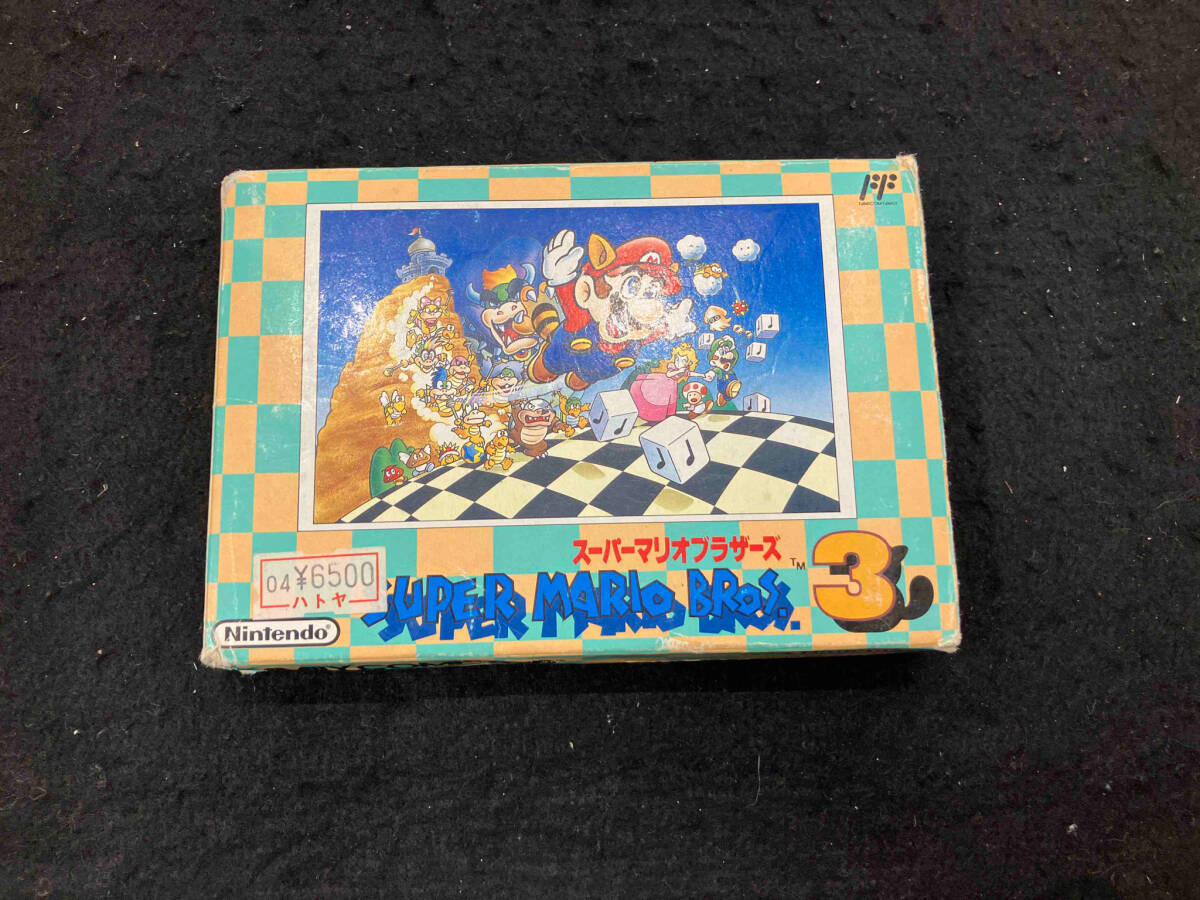 スーパーマリオブラザーズ
SUPER MARIO BROS. 3
TM
04 ¥6500
ハトヤ
Nintendo®